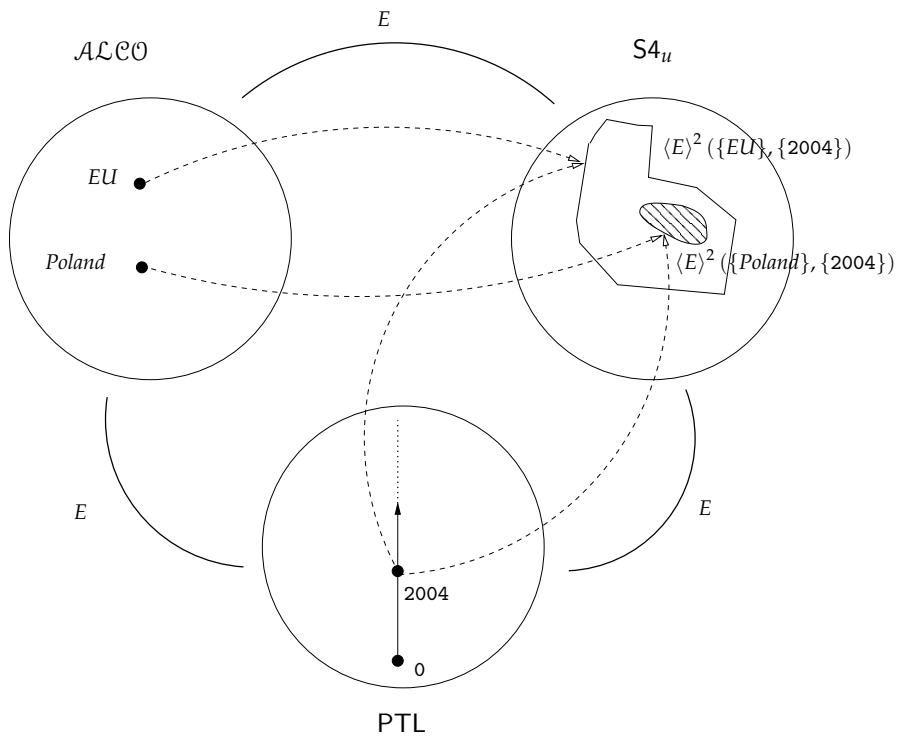 E
𝒜ℒ𝒞𝒪
S4ᵤ
⟨E⟩² ({EU}, {2004})
EU
Poland
⟨E⟩² ({Poland}, {2004})
E
E
2004
0
PTL